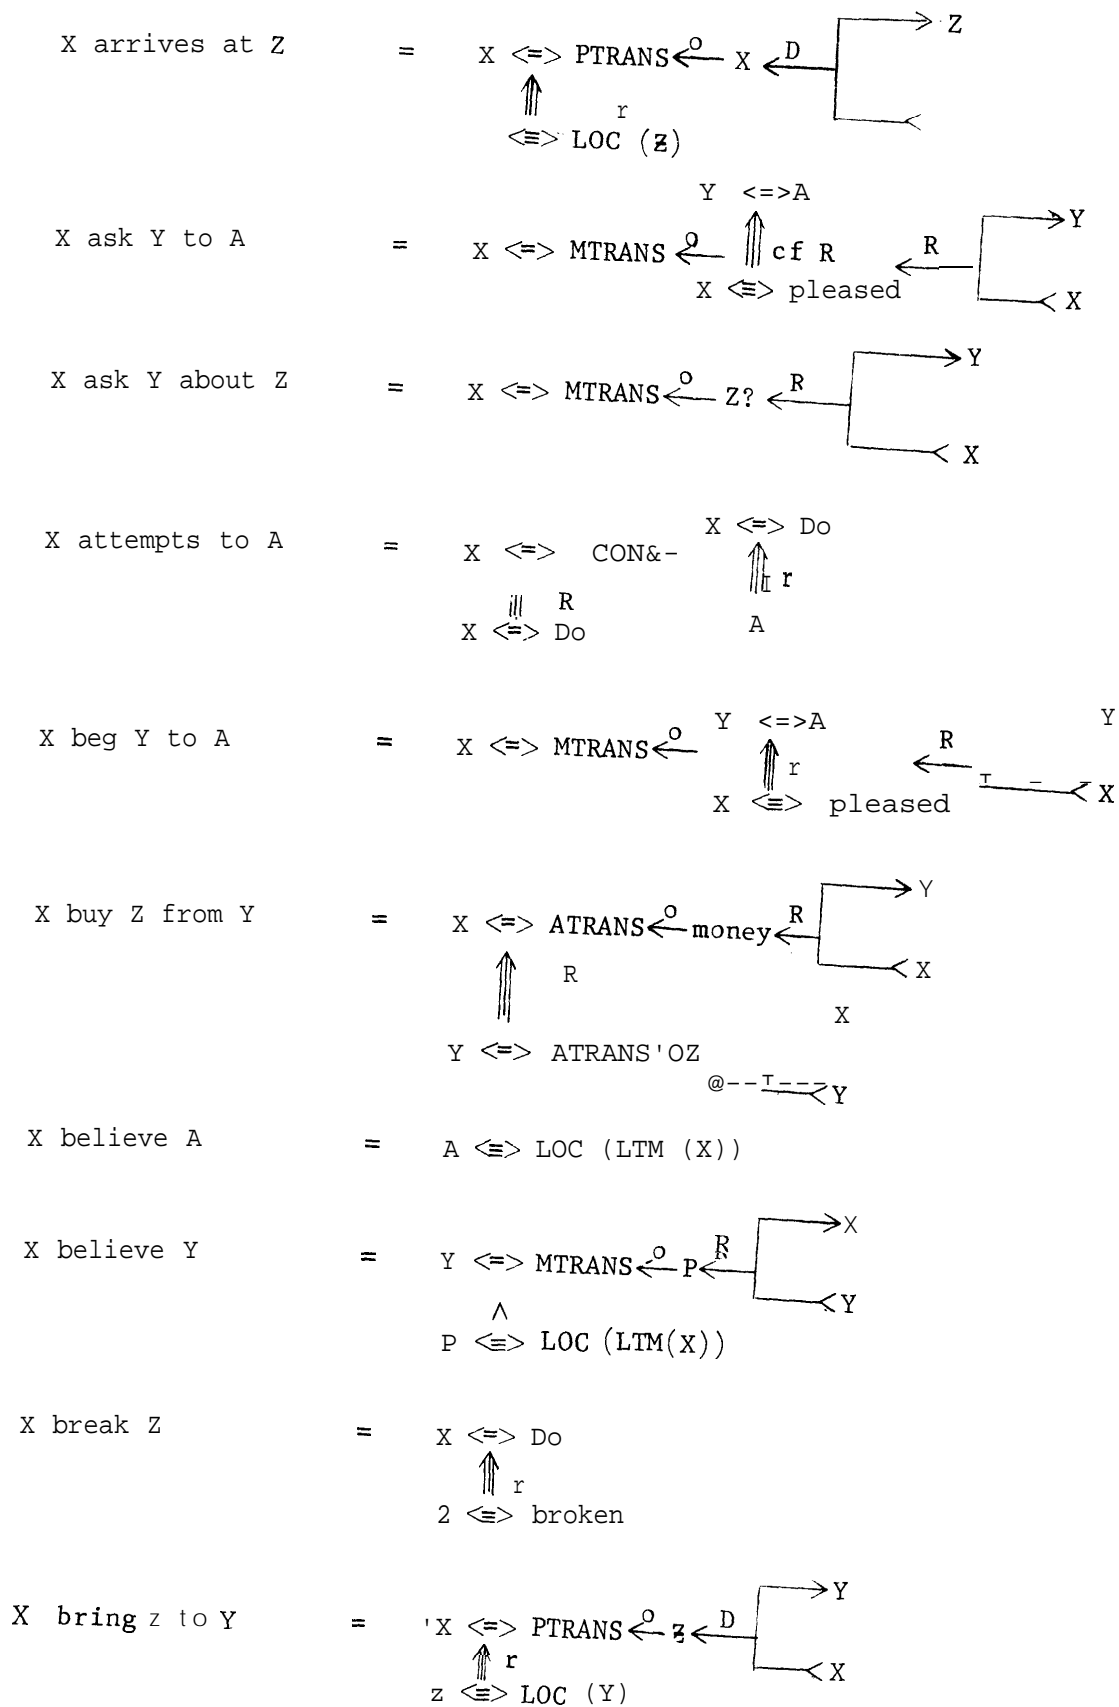 X arrives at Z = X <=> PTRANS <-o- X <-D- Z
r
<≡> LOC (Z)
Y <=>A
X ask Y to A = X <=> MTRANS <-o- cf R <-R- Y
X <≡> pleased X
X ask Y about Z = X <=> MTRANS <-o- Z? <-R- Y
X
X <=> Do
X attempts to A = X <=> CON&-
r
R
X <=> Do A
Y <=>A Y
X beg Y to A = X <=> MTRANS <-o- r <-R-
X <≡> pleased X
Y
X buy Z from Y = X <=> ATRANS <-o- money <-R-
R X
X
Y <=> ATRANS'OZ
@--T--- Y
X believe A = A <≡> LOC (LTM (X))
X
X believe Y = Y <=> MTRANS <-o- P <-R-
Y
^
P <≡> LOC (LTM(X))
X break Z = X <=> Do
r
2 <≡> broken
Y
X bring z to Y = 'X <=> PTRANS <-o- z <-D-
r X
z <≡> LOC (Y)